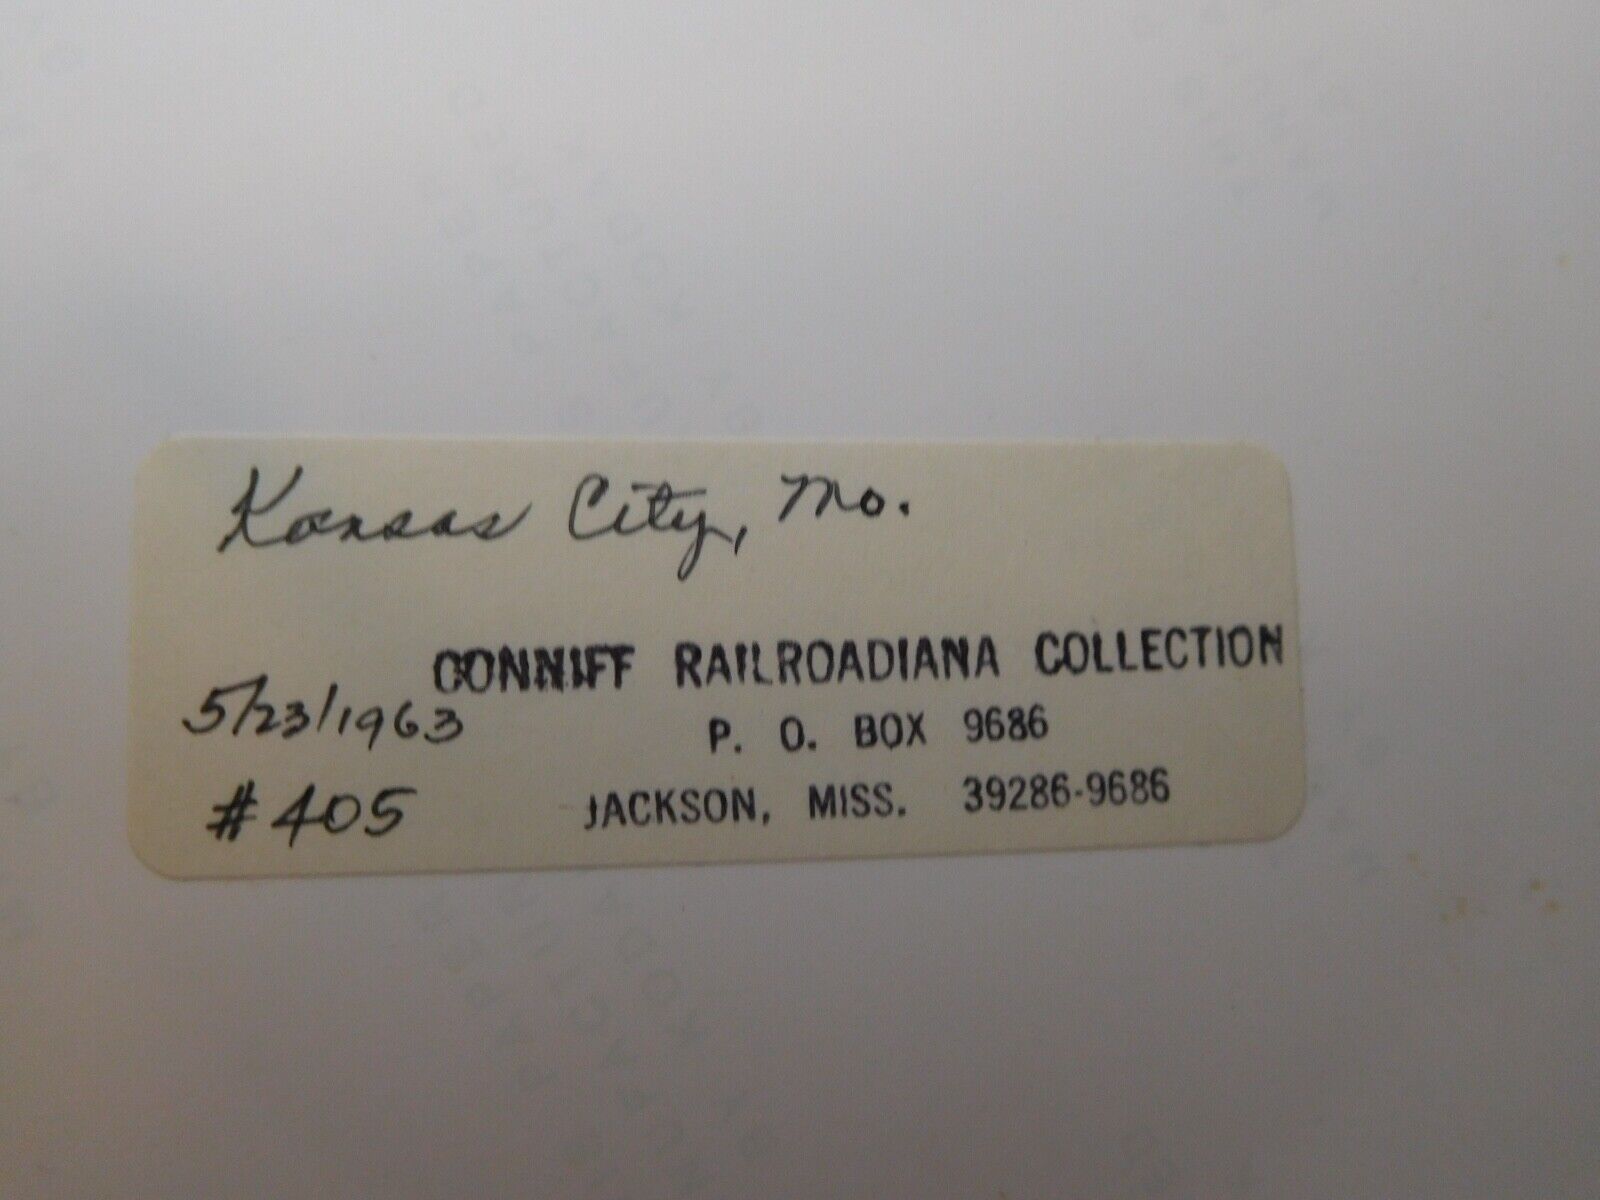 Kansas City, Mo.
CONNIFF RAILROADIANA COLLECTION
5/23/1963
P. O. BOX 9686
#405
JACKSON, MISS. 39286-9686